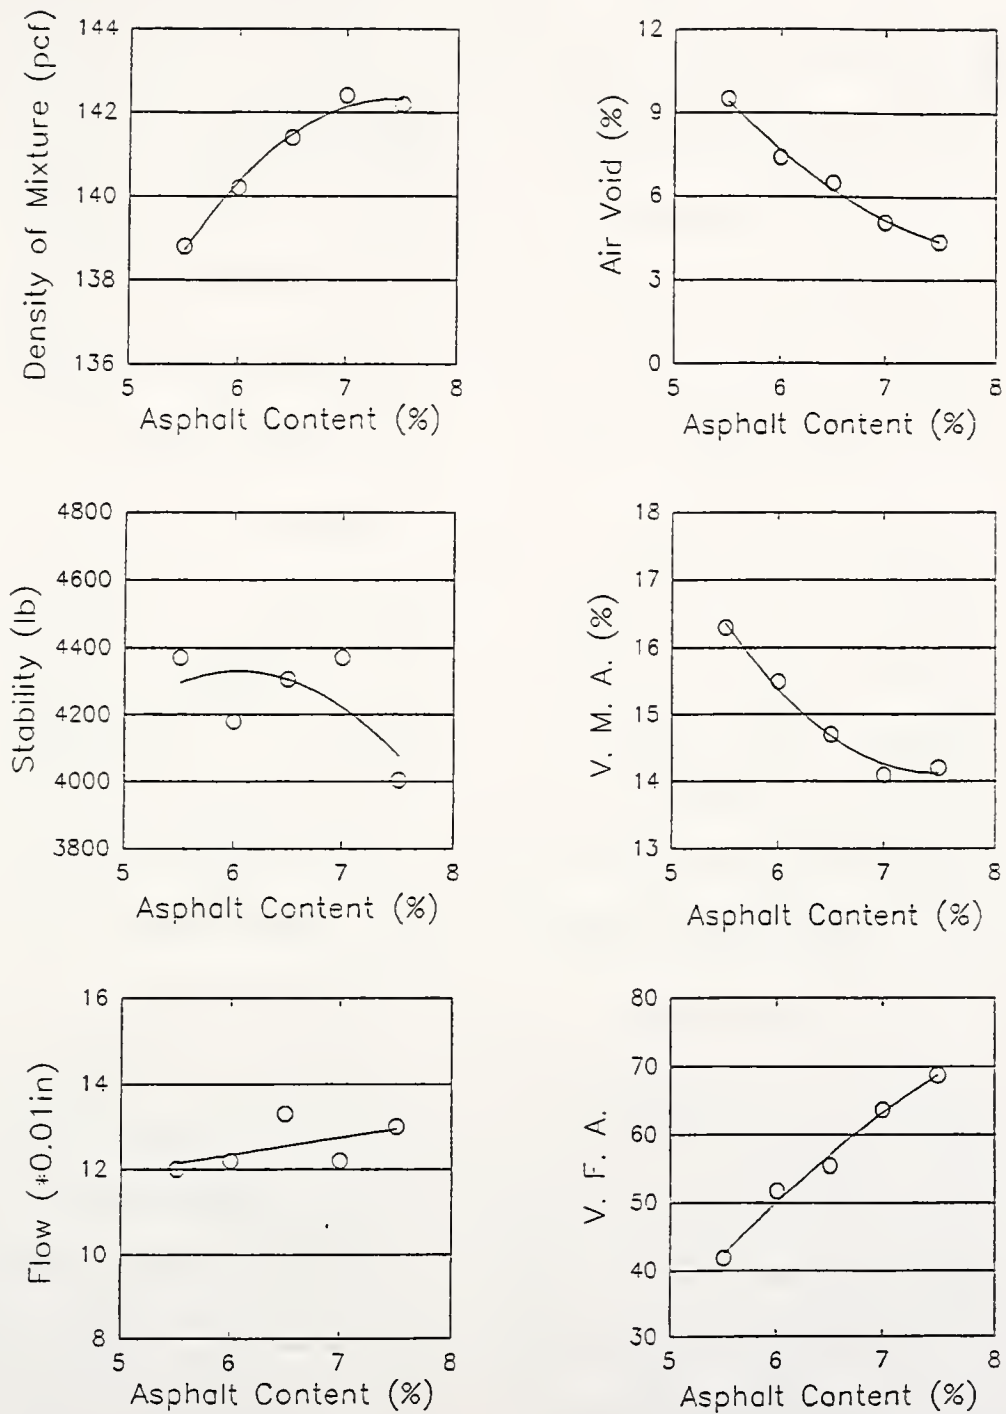 Density of Mixture (pcf)
144
142
140
138
136
5 6 7 8
Asphalt Content (%)
Air Void (%)
12
9
6
3
0
5 6 7 8
Asphalt Content (%)
Stability (lb)
4800
4600
4400
4200
4000
3800
5 6 7 8
Asphalt Content (%)
V. M. A. (%)
18
17
16
15
14
13
5 6 7 8
Asphalt Content (%)
Flow (*0.01in)
16
14
12
10
8
5 6 7 8
Asphalt Content (%)
V. F. A.
80
70
60
50
40
30
5 6 7 8
Asphalt Content (%)